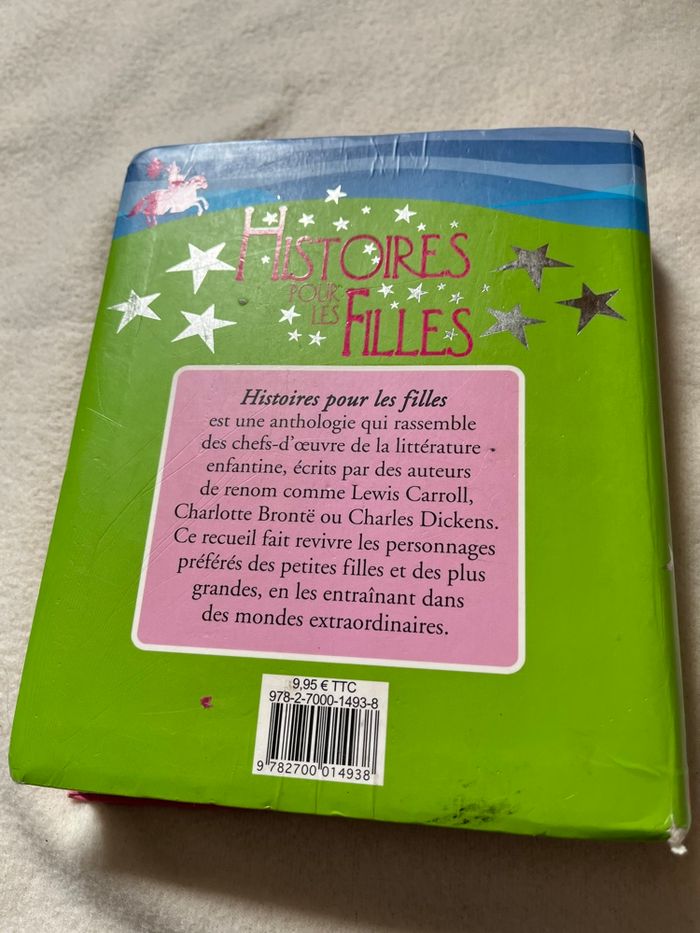 HISTOIRES
POUR
LES
FILLES
Histoires pour les filles
est une anthologie qui rassemble
des chefs-d’œuvre de la littérature
enfantine, écrits par des auteurs
de renom comme Lewis Carroll,
Charlotte Brontë ou Charles Dickens.
Ce recueil fait revivre les personnages
préférés des petites filles et des plus
grandes, en les entraînant dans
des mondes extraordinaires.
9,95 € TTC
978-2-7000-1493-8
9 782700 014938